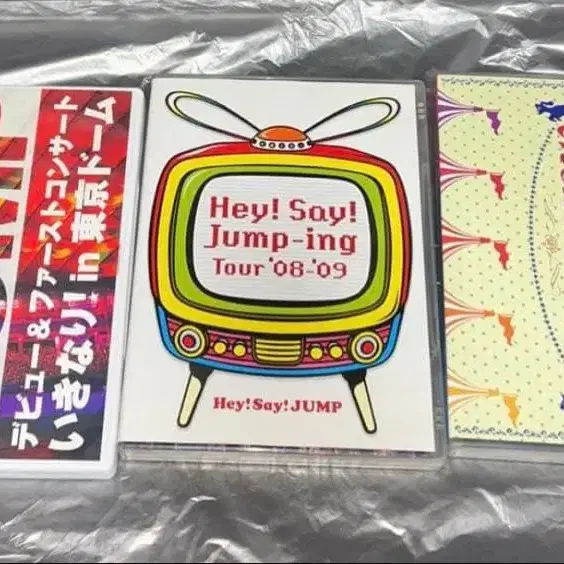 デビュー&ファーストコンサート
いきなり! in 東京ドーム
Hey! Say!
Jump-ing
Tour '08-'09
Hey! Say! JUMP